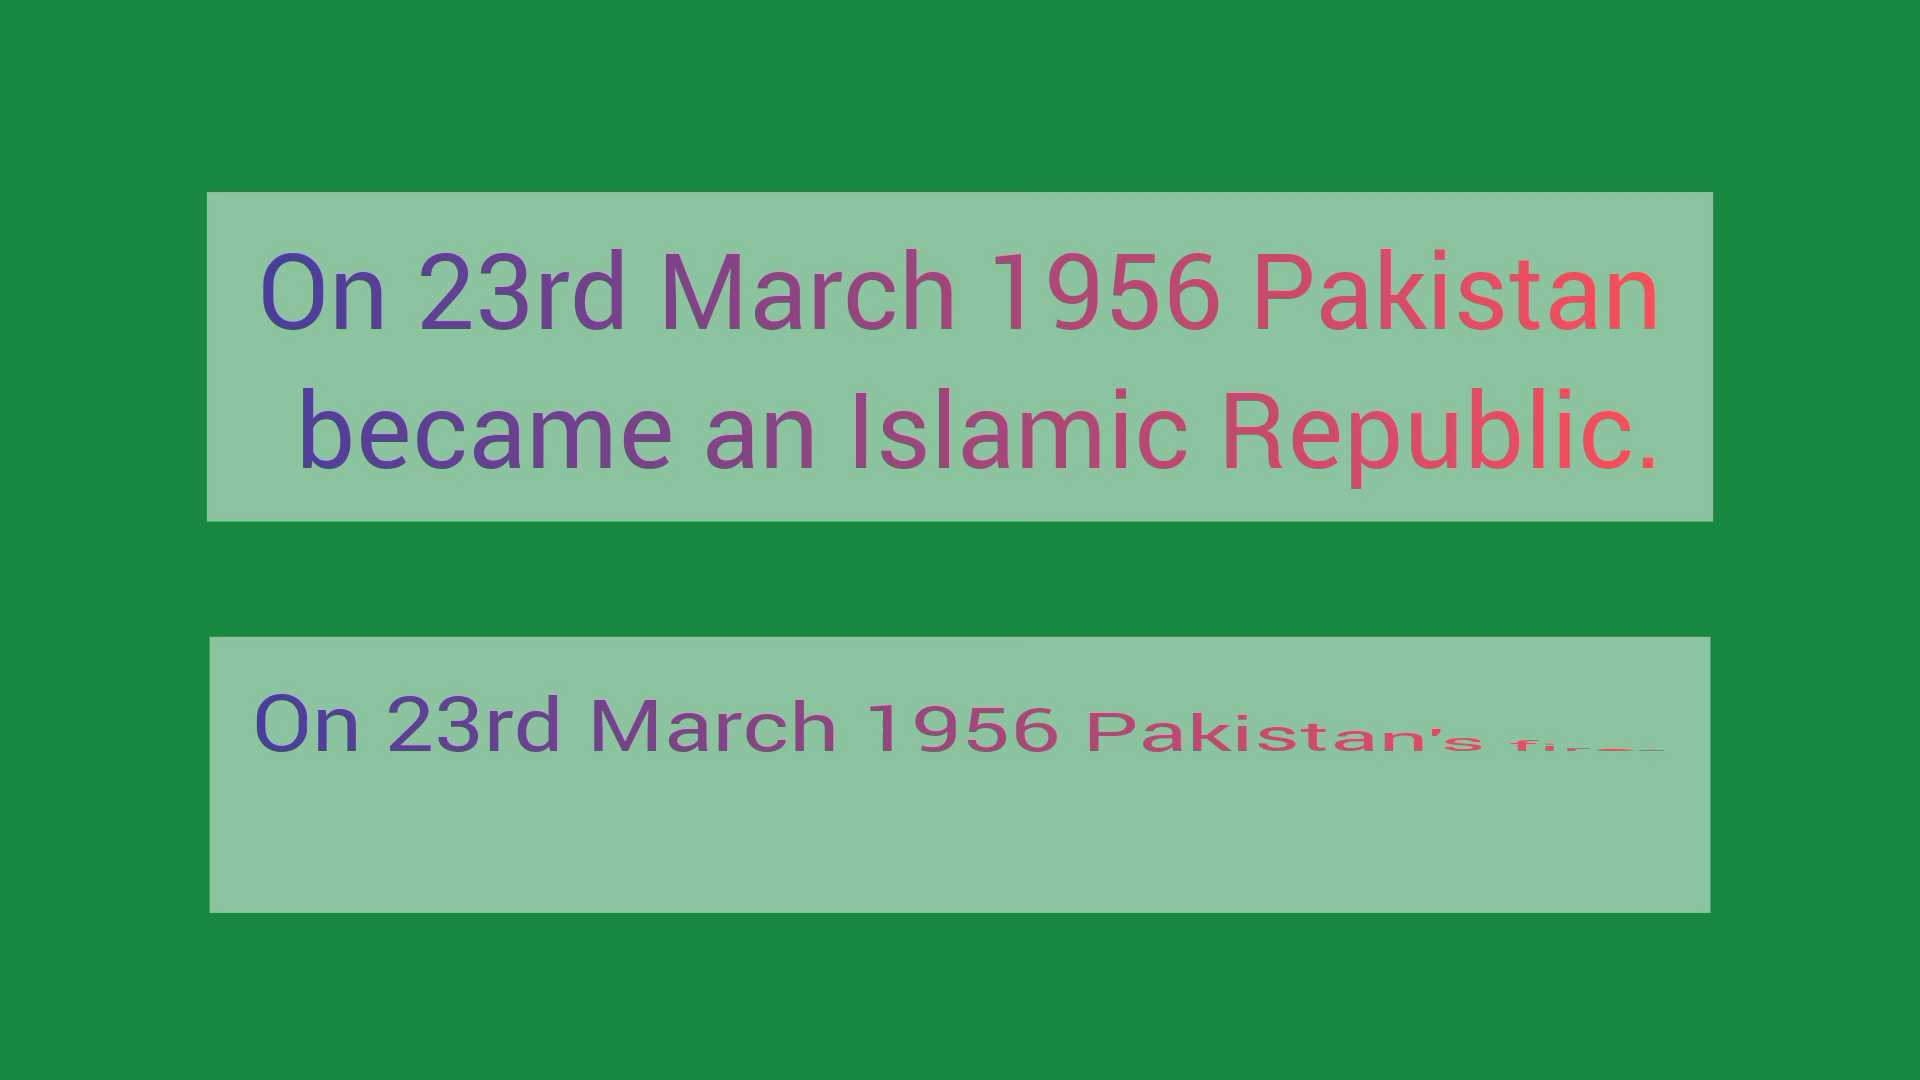 On 23rd March 1956 Pakistan
became an Islamic Republic.
On 23rd March 1956 Pakistan's